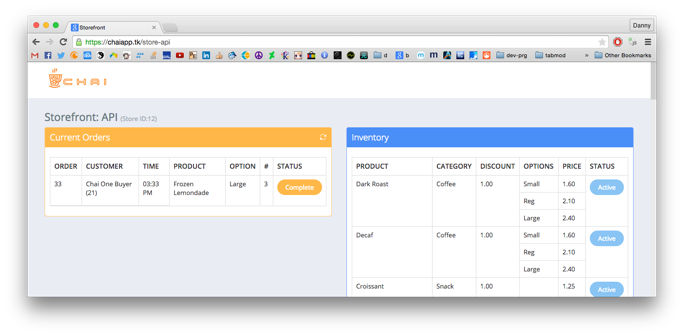 Storefront
Danny
https://chaiapp.tk/store-api
d
b
dev-prg
tabmod
»
Other Bookmarks
CHAI
Storefront: API (Store ID:12)
Current Orders
ORDER CUSTOMER TIME PRODUCT OPTION # STATUS
33 Chai One Buyer (21) 03:33 PM Frozen Lemondade Large 3 Complete
Inventory
PRODUCT CATEGORY DISCOUNT OPTIONS PRICE STATUS
Dark Roast Coffee 1.00 Small 1.60 Active
Reg 2.10
Large 2.40
Decaf Coffee 1.00 Small 1.60 Active
Reg 2.10
Large 2.40
Croissant Snack 1.00 1.25 Active